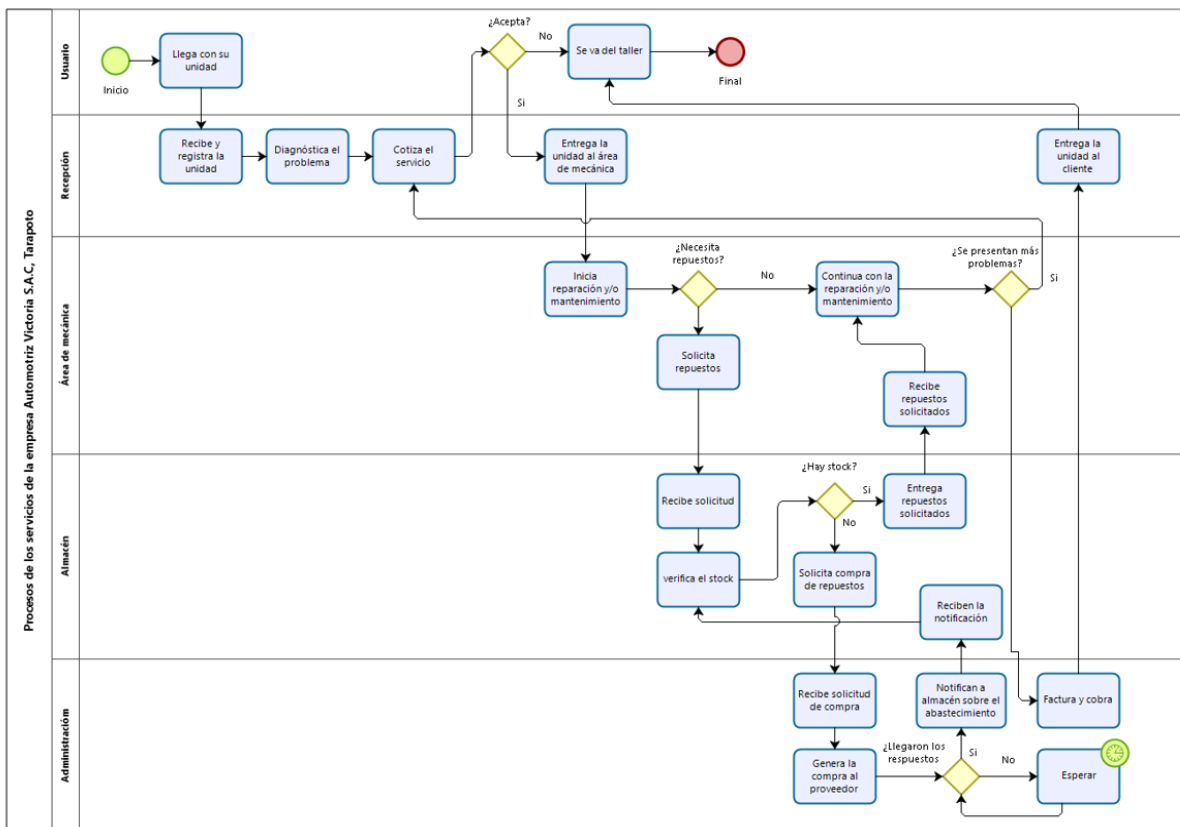 Procesos de los servicios de la empresa Automotriz Victoria S.A.C, Tarapoto
Usuario
Inicio
Llega con su
unidad
¿Acepta?
No
Si
Se va del taller
Final
Recepción
Recibe y
registra la
unidad
Diagnóstica el
problema
Cotiza el
servicio
Entrega la
unidad al área
de mecánica
Entrega la
unidad al
cliente
Área de mecánica
Inicia
reparación y/o
mantenimiento
¿Necesita
repuestos?
No
Continua con la
reparación y/o
mantenimiento
¿Se presentan más
problemas?
Si
Solicita
repuestos
Recibe
repuestos
solicitados
Almacén
Recibe solicitud
¿Hay stock?
Si
No
Entrega
repuestos
solicitados
verifica el stock
Solicita compra
de repuestos
Reciben la
notificación
Administracióm
Recibe solicitud
de compra
Notifican a
almacén sobre el
abastecimiento
Factura y cobra
Genera la
compra al
proveedor
¿Llegaron los
respuestos
Si
No
Esperar